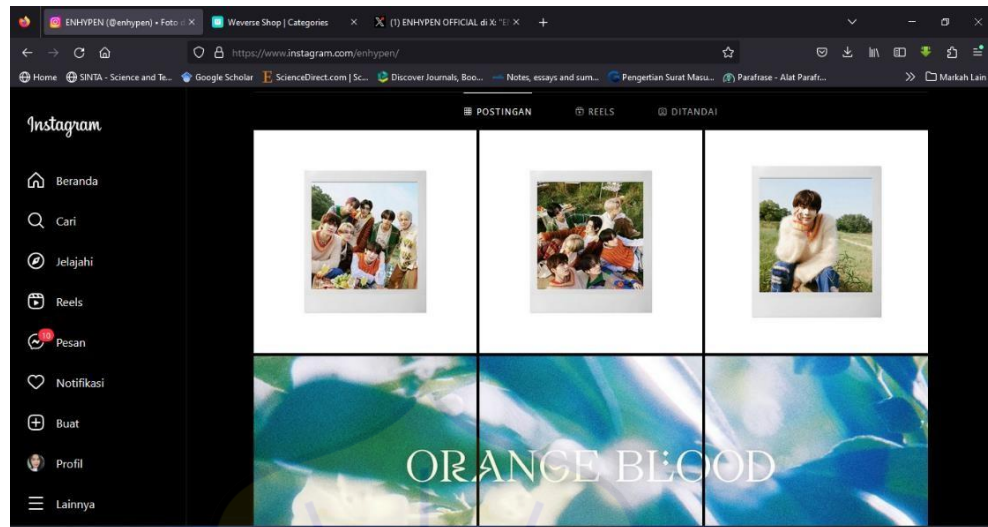 ENHYPEN (@enhypen) • Foto d
Weverse Shop | Categories
(1) ENHYPEN OFFICIAL di X: "E
https://www.instagram.com/enhypen/
Home
SINTA - Science and Te...
Google Scholar
ScienceDirect.com | Sc...
Discover Journals, Boo...
Notes, essays and sum...
Pengertian Surat Masu...
Parafrase - Alat Parafr...
Markah Lain
Instagram
POSTINGAN
REELS
DITANDAI
Beranda
Cari
Jelajahi
Reels
10
Pesan
Notifikasi
Buat
Profil
Lainnya
ORANGE BLOOD